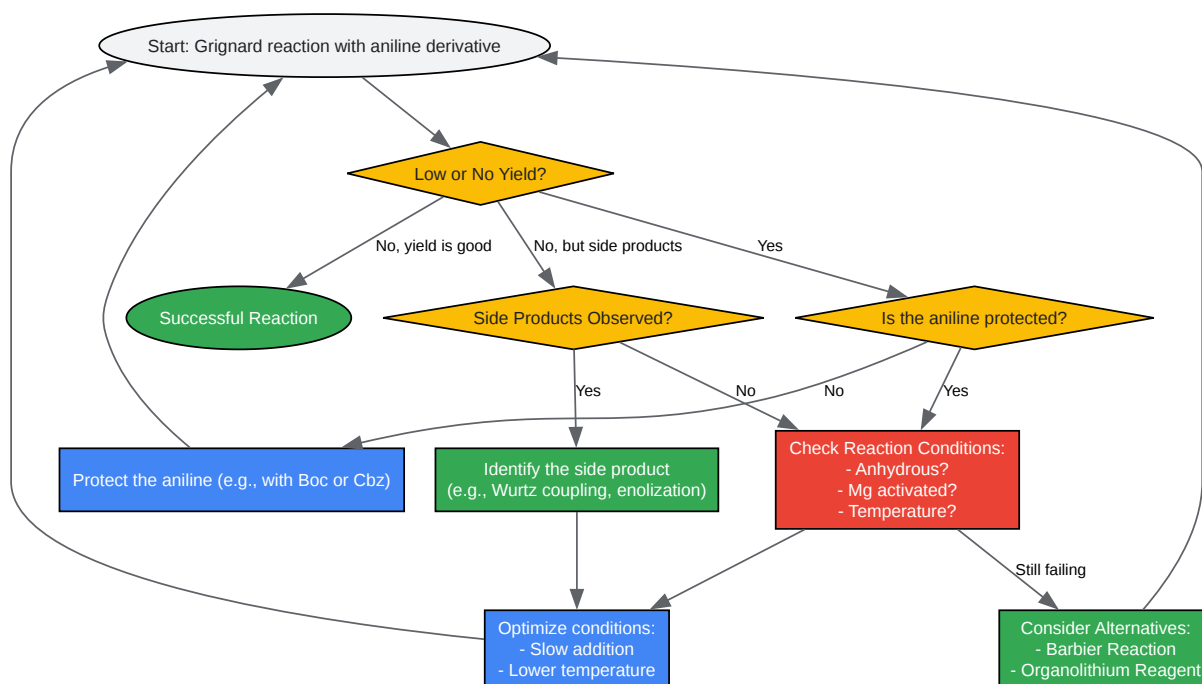 Start: Grignard reaction with aniline derivative
Low or No Yield?
No, yield is good
No, but side products
Yes
Successful Reaction
Side Products Observed?
Is the aniline protected?
Yes
No
No
Yes
Protect the aniline (e.g., with Boc or Cbz)
Identify the side product
(e.g., Wurtz coupling, enolization)
Check Reaction Conditions:
- Anhydrous?
- Mg activated?
- Temperature?
Still failing
Optimize conditions:
- Slow addition
- Lower temperature
Consider Alternatives:
- Barbier Reaction
- Organolithium Reagent